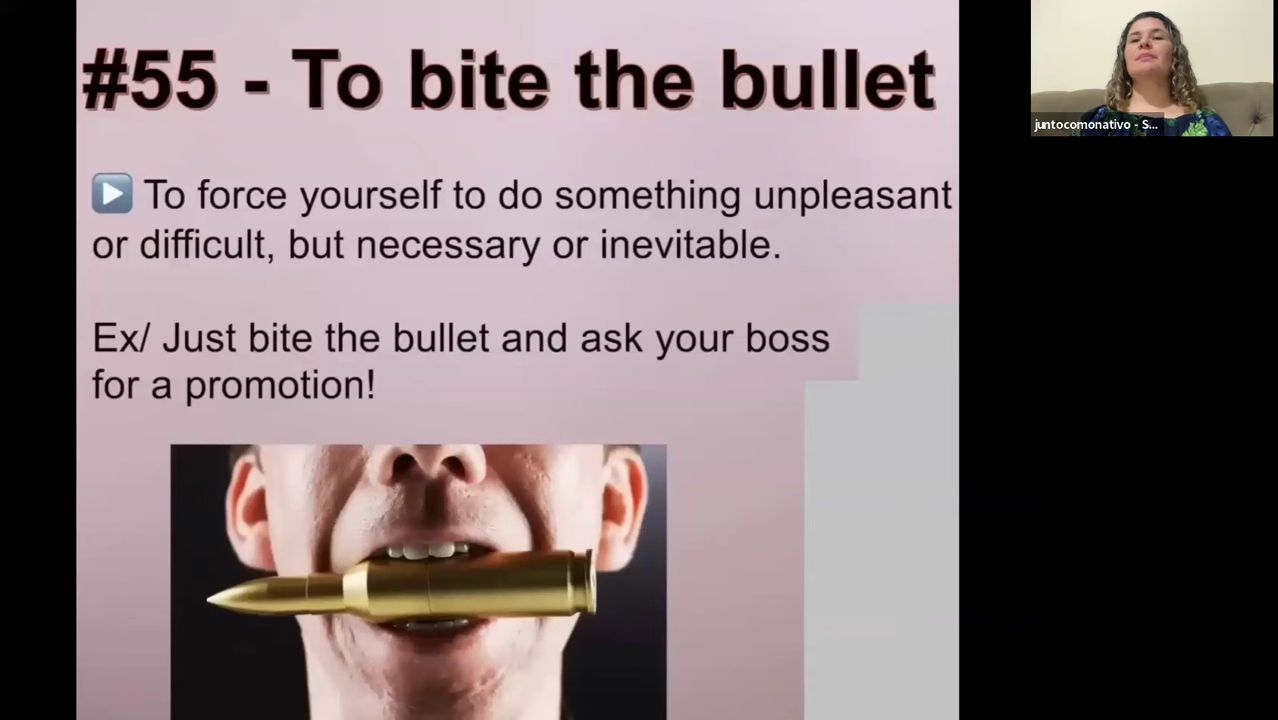 #55 - To bite the bullet
▶️ To force yourself to do something unpleasant
or difficult, but necessary or inevitable.
Ex/ Just bite the bullet and ask your boss
for a promotion!
juntocomonativo - S...